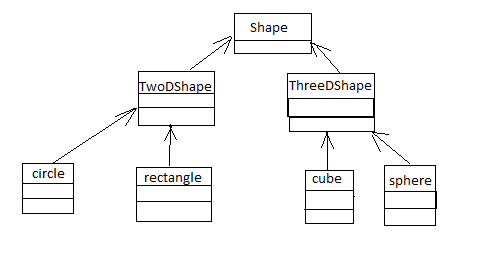 Shape
TwoDShape
ThreeDShape
circle
rectangle
cube
sphere